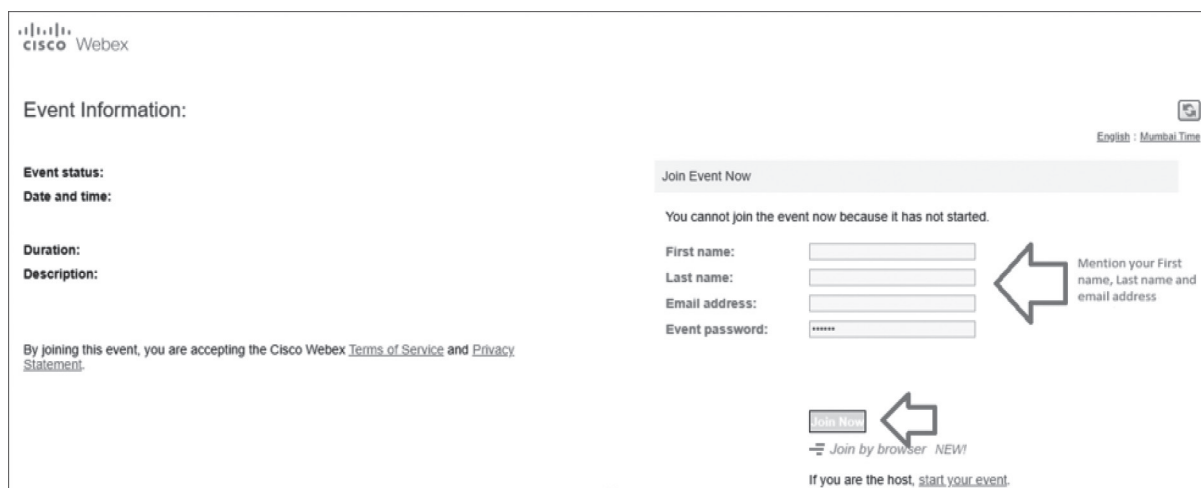 cisco Webex
Event Information:
English : Mumbai Time
Event status:
Date and time:
Duration:
Description:
By joining this event, you are accepting the Cisco Webex Terms of Service and Privacy
Statement.
Join Event Now
You cannot join the event now because it has not started.
First name:
Last name:
Email address:
Event password:
••••••
Mention your First
name, Last name and
email address
Join Now
Join by browser NEW!
If you are the host, start your event.